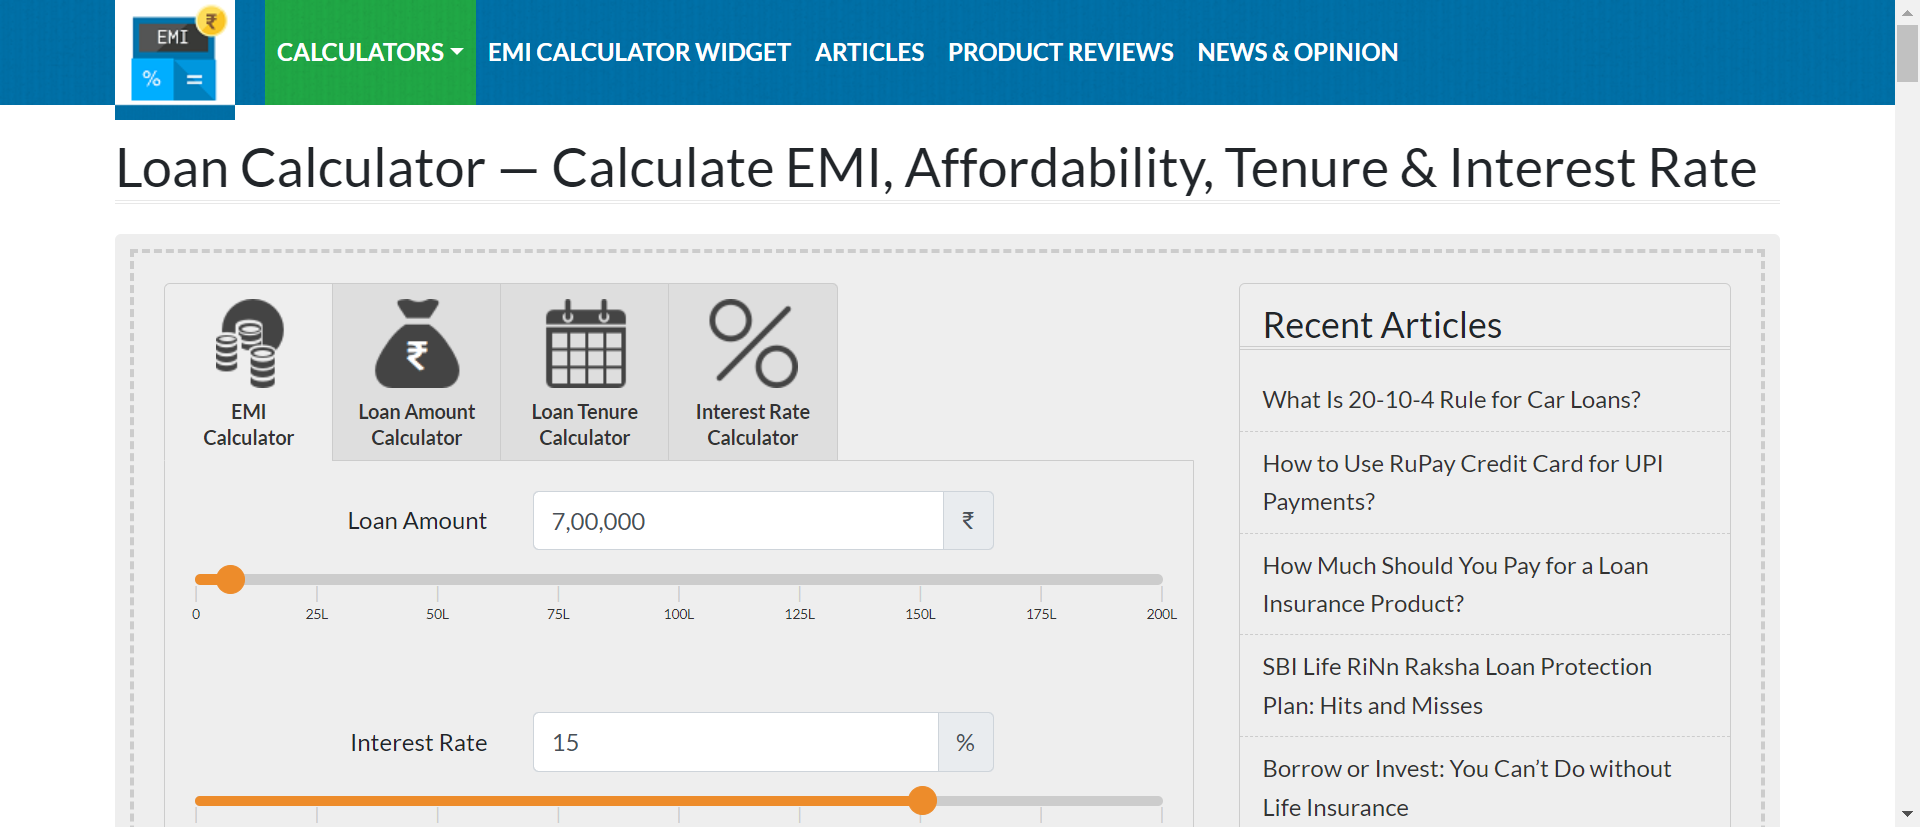 EMI
₹
%
=
CALCULATORS
EMI CALCULATOR WIDGET
ARTICLES
PRODUCT REVIEWS
NEWS & OPINION
Loan Calculator — Calculate EMI, Affordability, Tenure & Interest Rate
EMI
Calculator
₹
Loan Amount
Calculator
Loan Tenure
Calculator
Interest Rate
Calculator
Loan Amount
7,00,000
₹
0
25L
50L
75L
100L
125L
150L
175L
200L
Interest Rate
15
%
Recent Articles
What Is 20-10-4 Rule for Car Loans?
How to Use RuPay Credit Card for UPI
Payments?
How Much Should You Pay for a Loan
Insurance Product?
SBI Life RiNn Raksha Loan Protection
Plan: Hits and Misses
Borrow or Invest: You Can’t Do without
Life Insurance